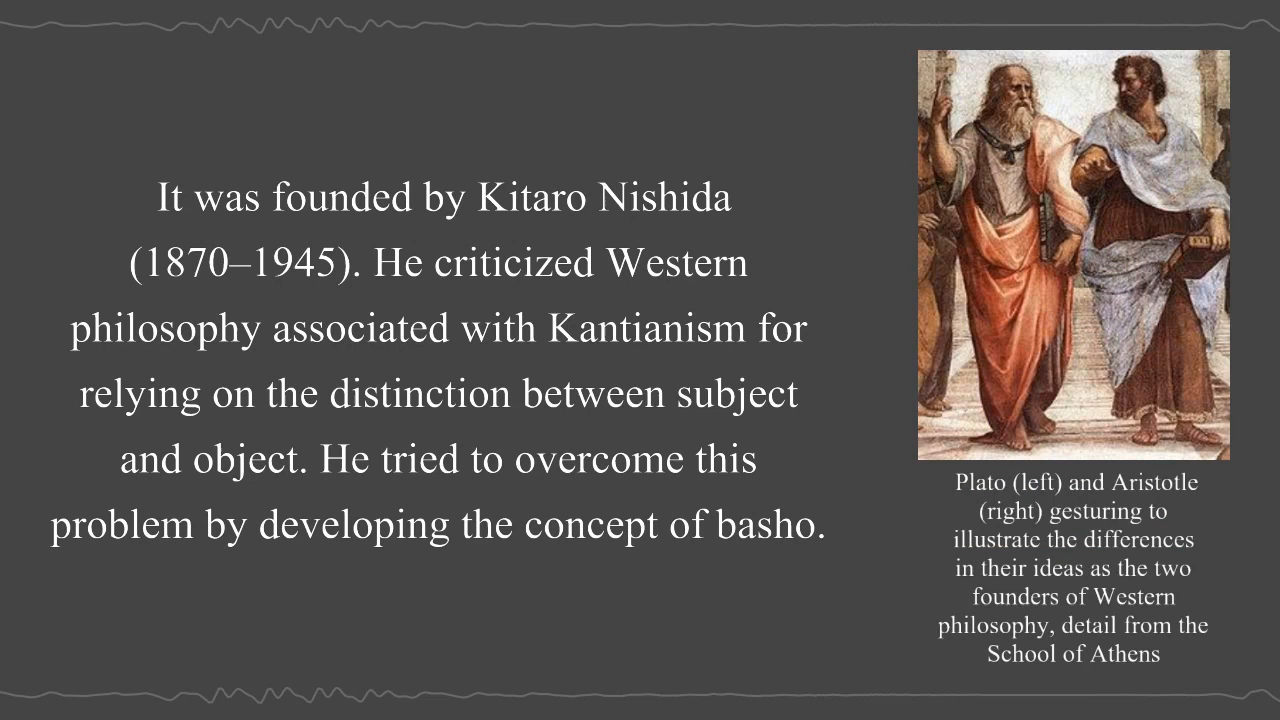 It was founded by Kitaro Nishida
(1870–1945). He criticized Western
philosophy associated with Kantianism for
relying on the distinction between subject
and object. He tried to overcome this
problem by developing the concept of basho.
Plato (left) and Aristotle
(right) gesturing to
illustrate the differences
in their ideas as the two
founders of Western
philosophy, detail from the
School of Athens